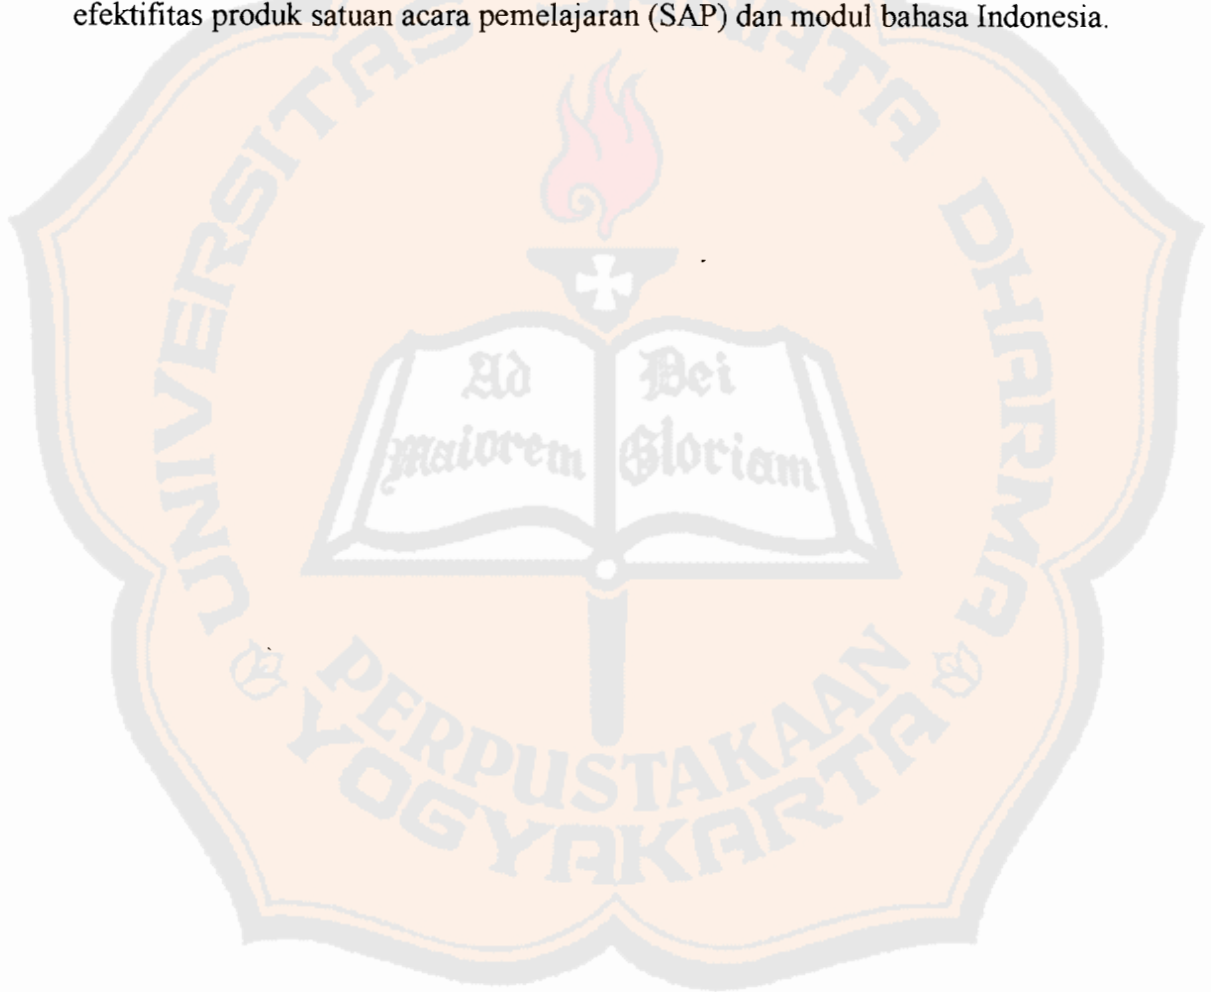 efektifitas produk satuan acara pemelajaran (SAP) dan modul bahasa Indonesia.
UNIVERSITAS SANATA DHARMA
Ad
Dei
maiorem
Gloriam
PERPUSTAKAAN
YOGYAKARTA